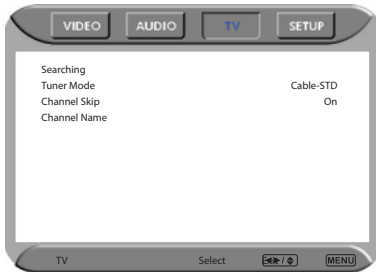 VIDEO AUDIO TV SETUP
Searching
Tuner Mode Cable-STD
Channel Skip On
Channel Name
TV Select / MENU